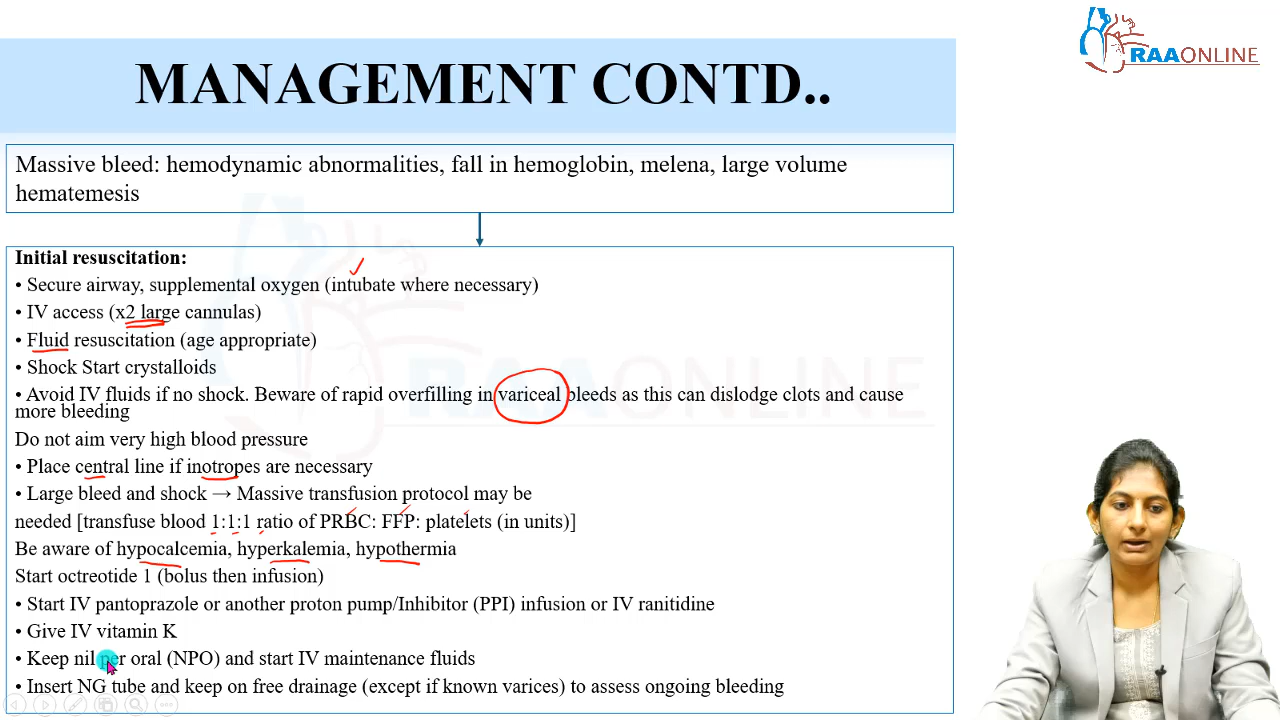 RAAONLINE
MANAGEMENT CONTD..
Massive bleed: hemodynamic abnormalities, fall in hemoglobin, melena, large volume
hematemesis
Initial resuscitation:
• Secure airway, supplemental oxygen (intubate where necessary)
• IV access (x2 large cannulas)
• Fluid resuscitation (age appropriate)
• Shock Start crystalloids
• Avoid IV fluids if no shock. Beware of rapid overfilling in variceal bleeds as this can dislodge clots and cause
more bleeding
Do not aim very high blood pressure
• Place central line if inotropes are necessary
• Large bleed and shock → Massive transfusion protocol may be
needed [transfuse blood 1:1:1 ratio of PRBC: FFP: platelets (in units)]
Be aware of hypocalcemia, hyperkalemia, hypothermia
Start octreotide 1 (bolus then infusion)
• Start IV pantoprazole or another proton pump/Inhibitor (PPI) infusion or IV ranitidine
• Give IV vitamin K
• Keep nil per oral (NPO) and start IV maintenance fluids
• Insert NG tube and keep on free drainage (except if known varices) to assess ongoing bleeding
RAAONLINE